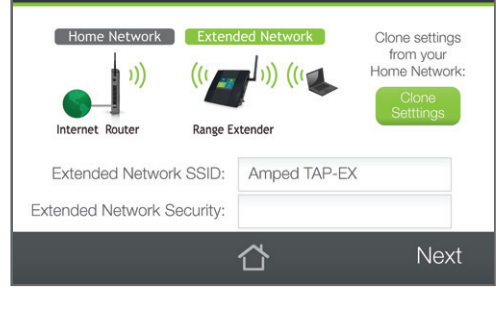 Home Network
Extended Network
Clone settings
from your
Home Network:
Clone
Setttings
Internet Router
Range Extender
Extended Network SSID: Amped TAP-EX
Extended Network Security:
Next